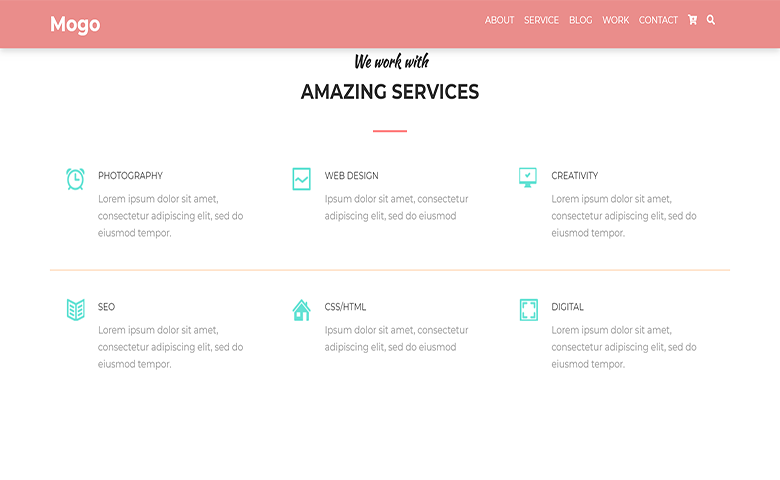 Mogo
ABOUT SERVICE BLOG WORK CONTACT
We work with
AMAZING SERVICES
PHOTOGRAPHY
Lorem ipsum dolor sit amet,
consectetur adipiscing elit, sed do
eiusmod tempor.
WEB DESIGN
Ipsum dolor sit amet, consectetur
adipiscing elit, sed do eiusmod
CREATIVITY
Lorem ipsum dolor sit amet,
consectetur adipiscing elit, sed do
eiusmod tempor.
SEO
Lorem ipsum dolor sit amet,
consectetur adipiscing elit, sed do
eiusmod tempor.
CSS/HTML
Ipsum dolor sit amet, consectetur
adipiscing elit, sed do eiusmod
DIGITAL
Lorem ipsum dolor sit amet,
consectetur adipiscing elit, sed do
eiusmod tempor.